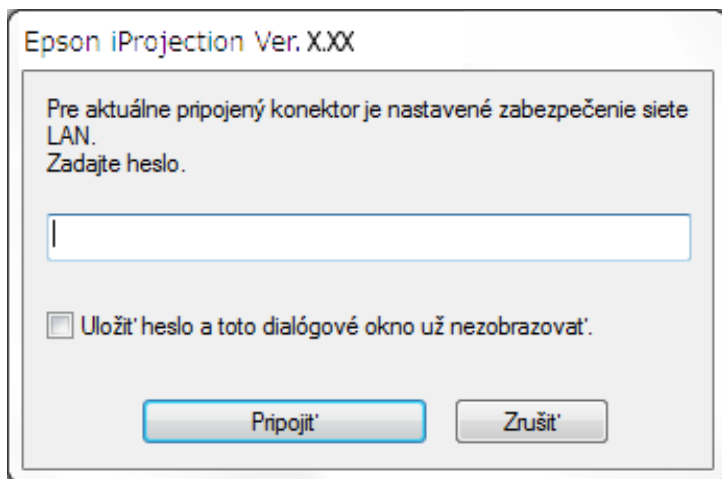 Epson iProjection Ver. X.XX
Pre aktuálne pripojený konektor je nastavené zabezpečenie siete
LAN.
Zadajte heslo.
Uložiť heslo a toto dialógové okno už nezobrazovať.
Pripojiť
Zrušiť